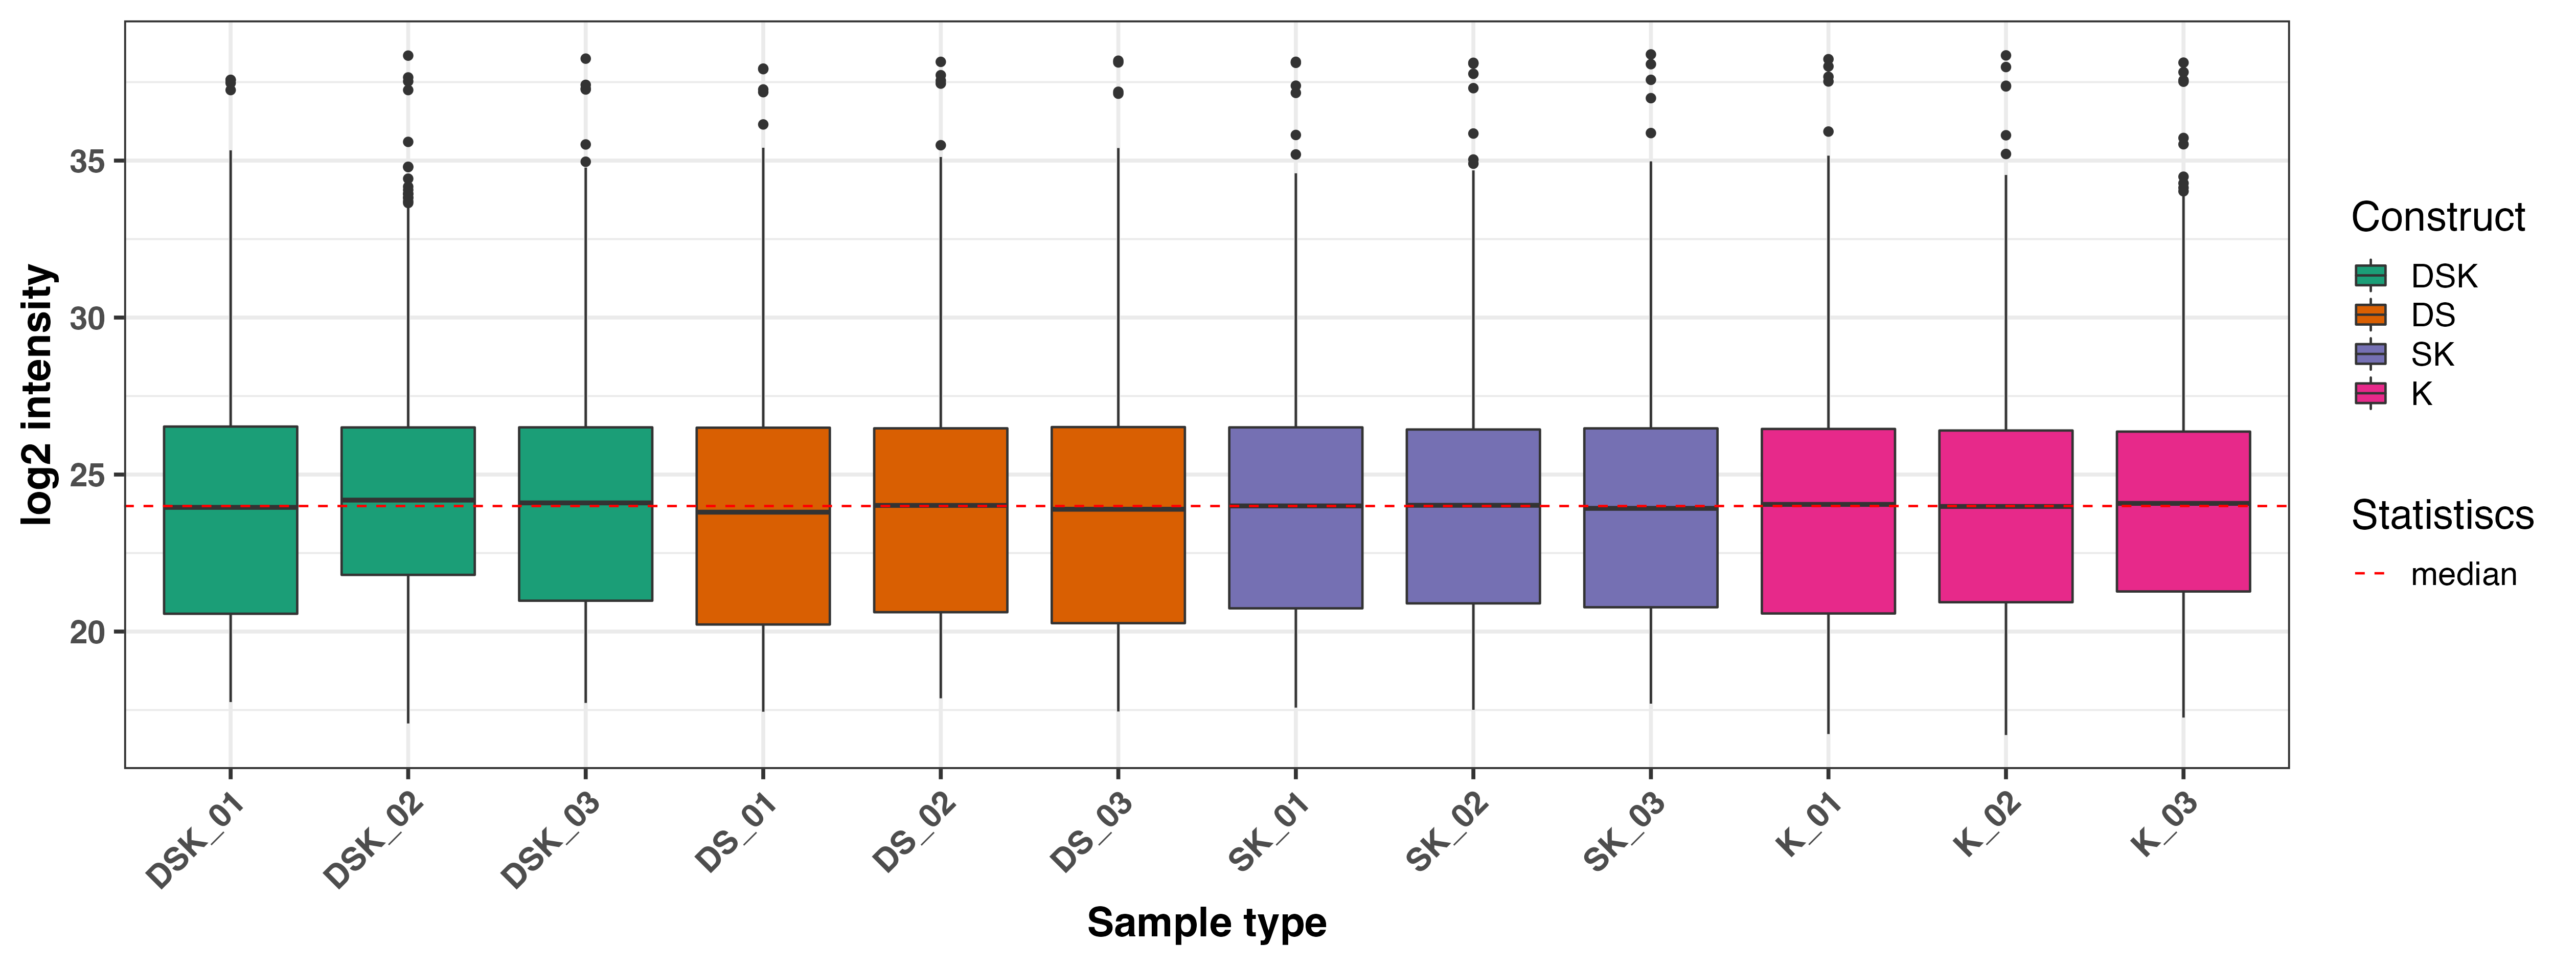 log2 intensity
35
30
25
20
DSK_01
DSK_02
DSK_03
DS_01
DS_02
DS_03
SK_01
SK_02
SK_03
K_01
K_02
K_03
Sample type
Construct
DSK
DS
SK
K
Statistiscs
median